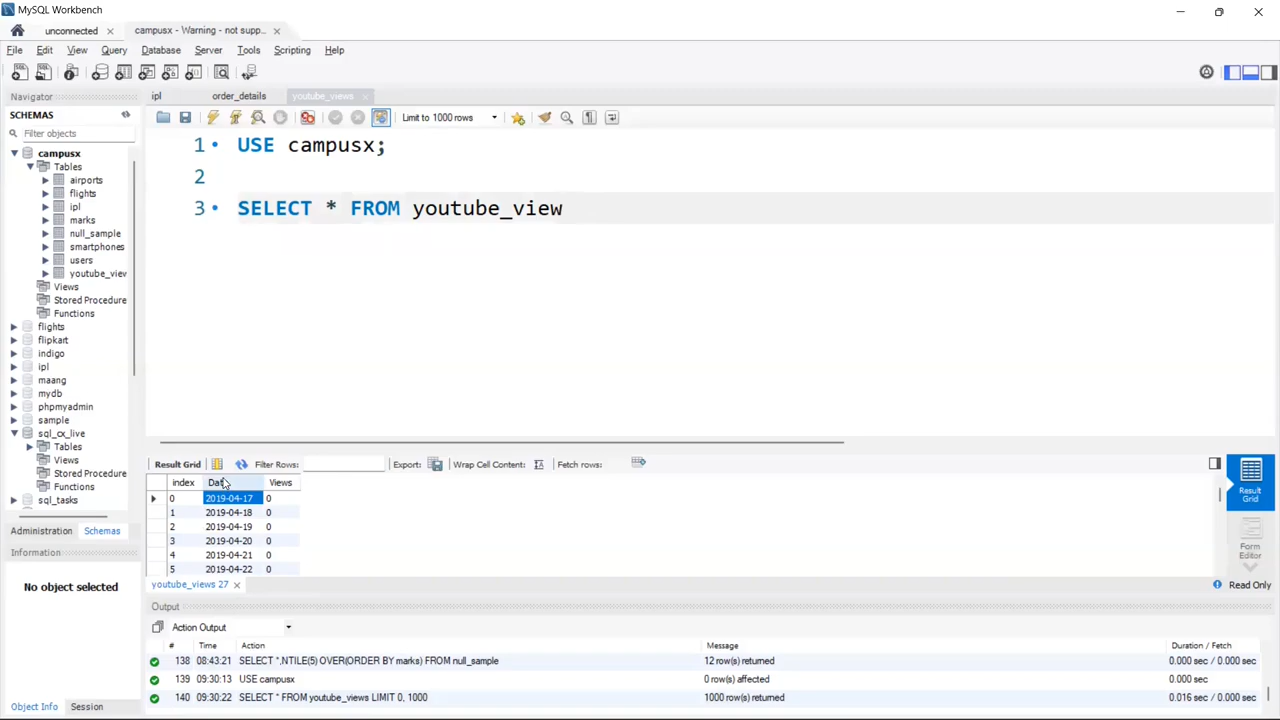 MySQL Workbench
unconnected
campusx - Warning - not supp...
File Edit View Query Database Server Tools Scripting Help
Navigator
SCHEMAS
Filter objects
campusx
Tables
airports
flights
ipl
marks
null_sample
smartphones
users
youtube_view
Views
Stored Procedure
Functions
flights
flipkart
indigo
ipl
maang
mydb
phpmyadmin
sample
sql_cx_live
Tables
Views
Stored Procedure
Functions
sql_tasks
Administration Schemas
Information
No object selected
Object Info Session
ipl order_details youtube_views
Limit to 1000 rows
1 USE campusx;
2
3 SELECT * FROM youtube_view
Result Grid Filter Rows: Export: Wrap Cell Content: Fetch rows:
index Dat Views
0 2019-04-17 0
1 2019-04-18 0
2 2019-04-19 0
3 2019-04-20 0
4 2019-04-21 0
5 2019-04-22 0
Result
Grid
Form
Editor
youtube_views 27
Read Only
Output
Action Output
# Time Action Message Duration / Fetch
138 08:43:21 SELECT *,NTILE(5) OVER(ORDER BY marks) FROM null_sample 12 row(s) returned 0.000 sec / 0.000 sec
139 09:30:13 USE campusx 0 row(s) affected 0.000 sec
140 09:30:22 SELECT * FROM youtube_views LIMIT 0, 1000 1000 row(s) returned 0.016 sec / 0.000 sec